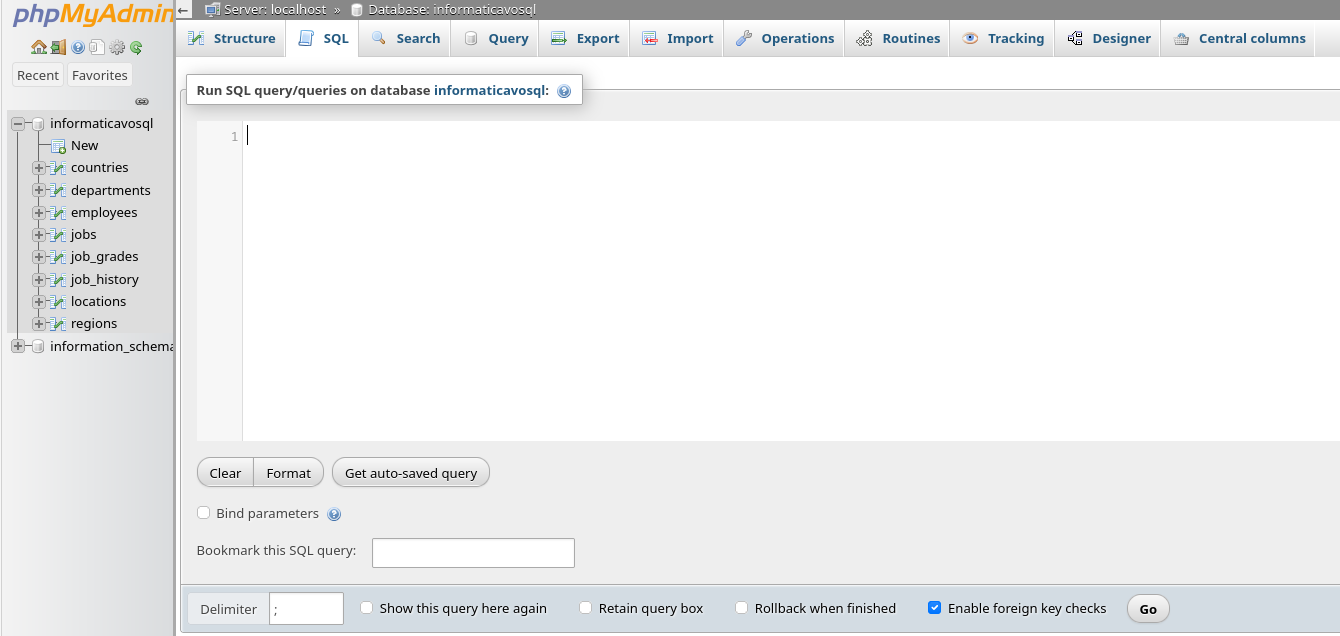 phpMyAdmin
Recent Favorites
informaticavosql
New
countries
departments
employees
jobs
job_grades
job_history
locations
regions
information_schema
← Server: localhost » Database: informaticavosql
Structure SQL Search Query Export Import Operations Routines Tracking Designer Central columns
Run SQL query/queries on database informaticavosql:
1
Clear Format Get auto-saved query
Bind parameters
Bookmark this SQL query:
Delimiter ; Show this query here again Retain query box Rollback when finished Enable foreign key checks Go